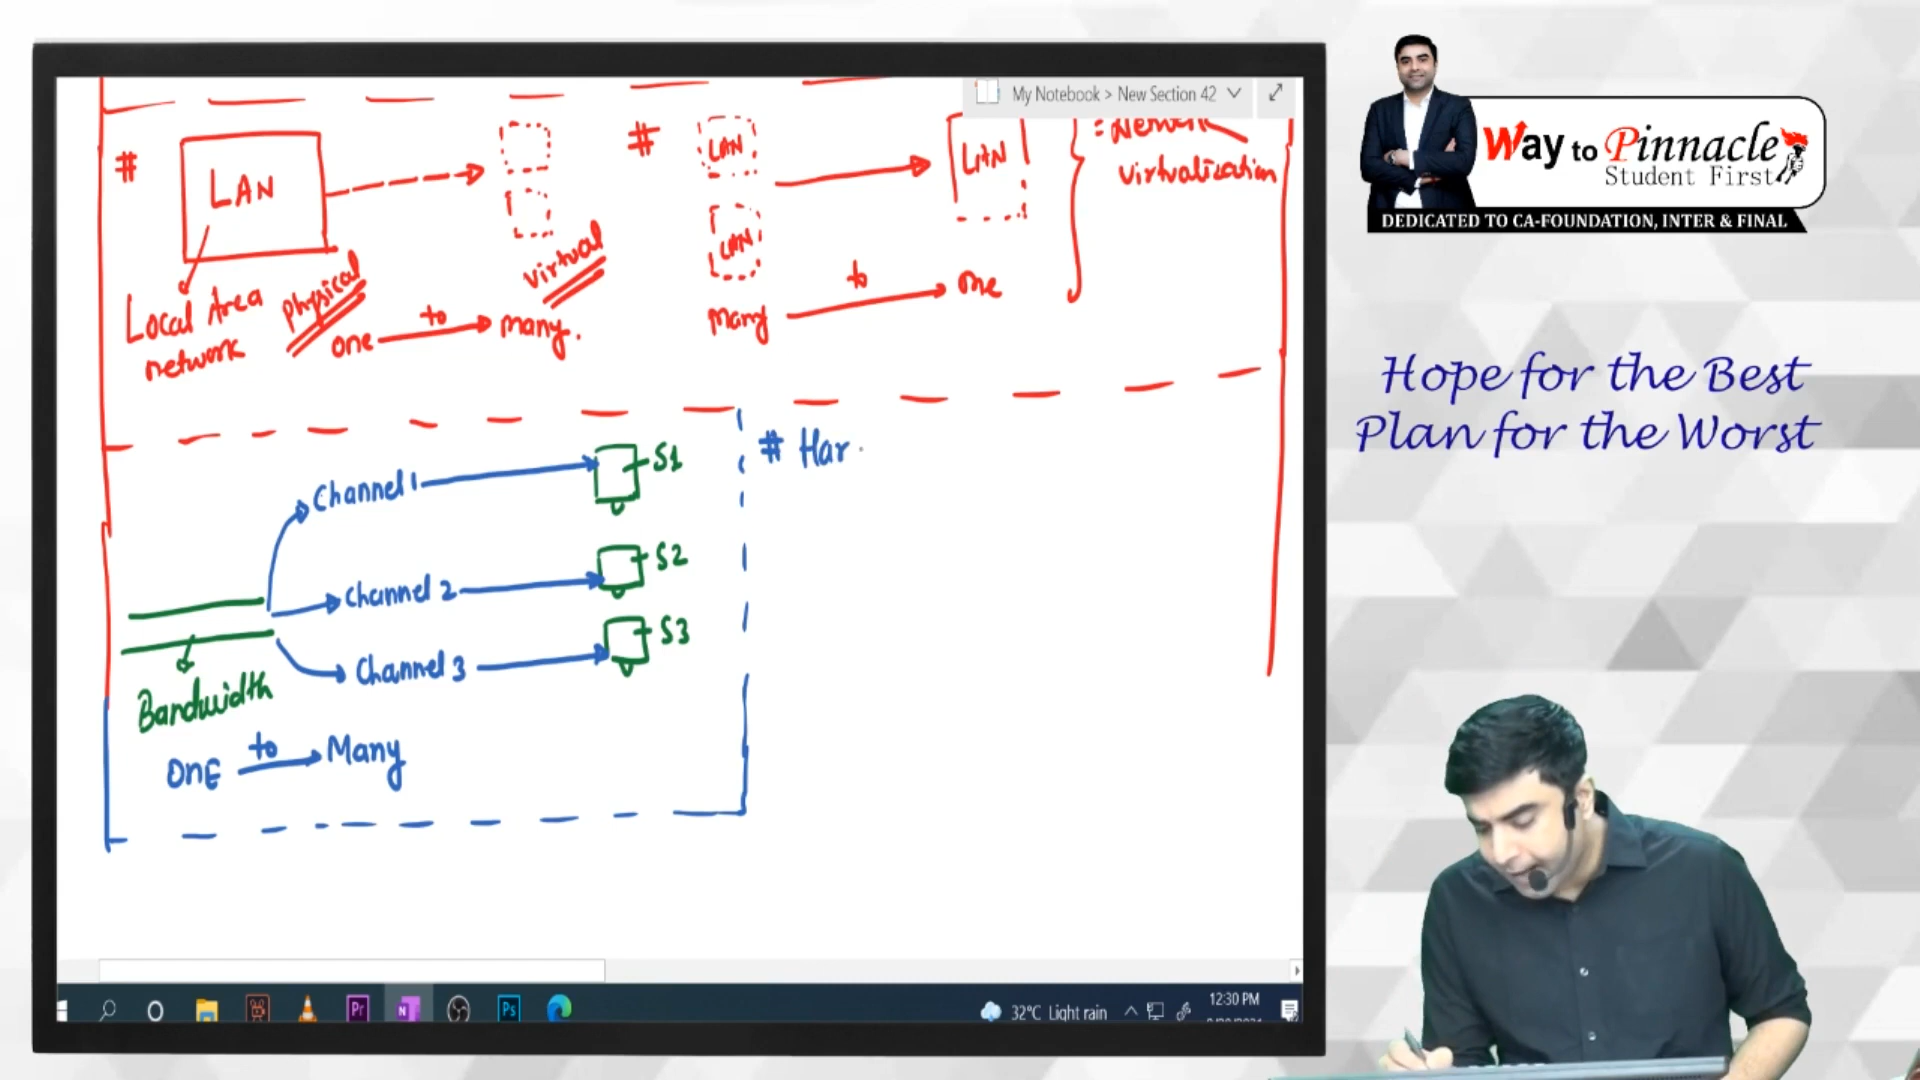 My Notebook > New Section 42
#
LAN
Local Area
network
physical
virtual
one to many.
#
LAN
LAN
LAN
many to one
: Network
virtualization
Channel 1
S1
Channel 2
S2
Channel 3
S3
Bandwidth
ONE to Many
# Har
Way to Pinnacle
Student First
DEDICATED TO CA-FOUNDATION, INTER & FINAL
Hope for the Best
Plan for the Worst
Pr
N
Ps
32°C Light rain
12:30 PM